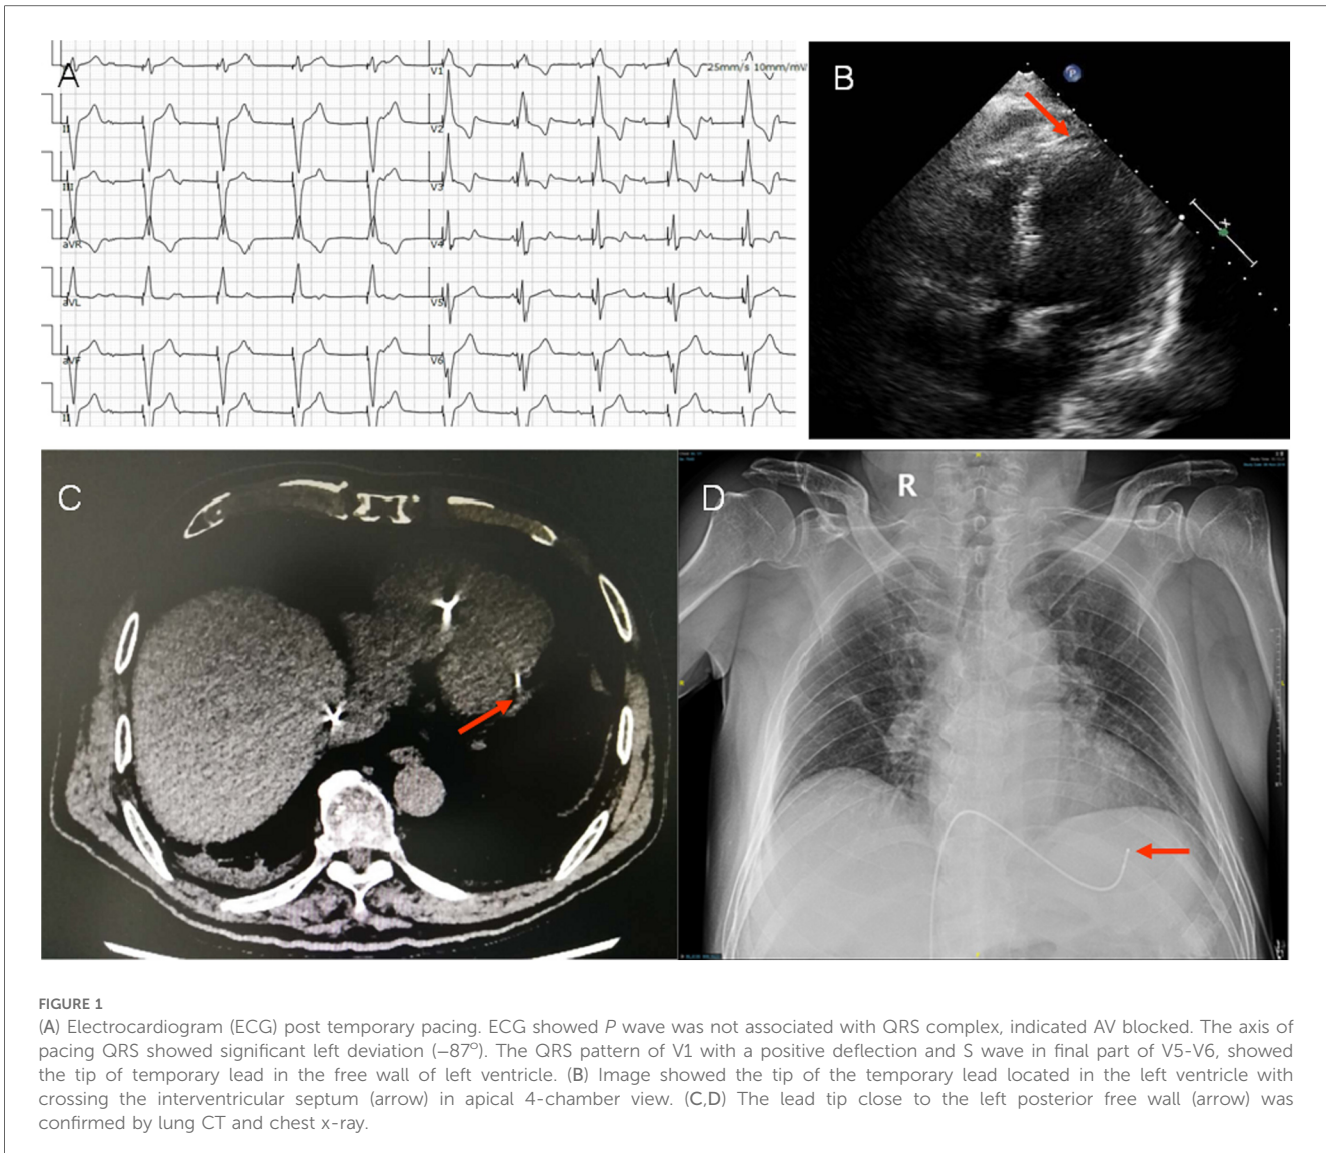 A
V1
25mm/s 10mm/mV
II
V2
III
V3
aVR
V4
aVL
V5
aVF
V6
II
B
P
C
D
R
FIGURE 1
(A) Electrocardiogram (ECG) post temporary pacing. ECG showed P wave was not associated with QRS complex, indicated AV blocked. The axis of
pacing QRS showed significant left deviation (−87°). The QRS pattern of V1 with a positive deflection and S wave in final part of V5-V6, showed
the tip of temporary lead in the free wall of left ventricle. (B) Image showed the tip of the temporary lead located in the left ventricle with
crossing the interventricular septum (arrow) in apical 4-chamber view. (C,D) The lead tip close to the left posterior free wall (arrow) was
confirmed by lung CT and chest x-ray.